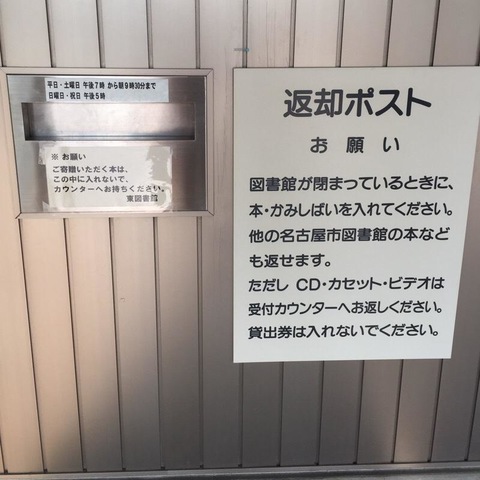 平日・土曜日 午後7時 から朝9時30分まで
日曜日・祝日 午後5時
※ お願い
ご寄贈いただく本は、
この中に入れないで、
カウンターへお持ちください。
東図書館
返却ポスト
お願い
図書館が閉まっているときに、
本・かみしばいを入れてください。
他の名古屋市図書館の本など
も返せます。
ただし CD・カセット・ビデオは
受付カウンターへお返しください。
貸出券は入れないでください。